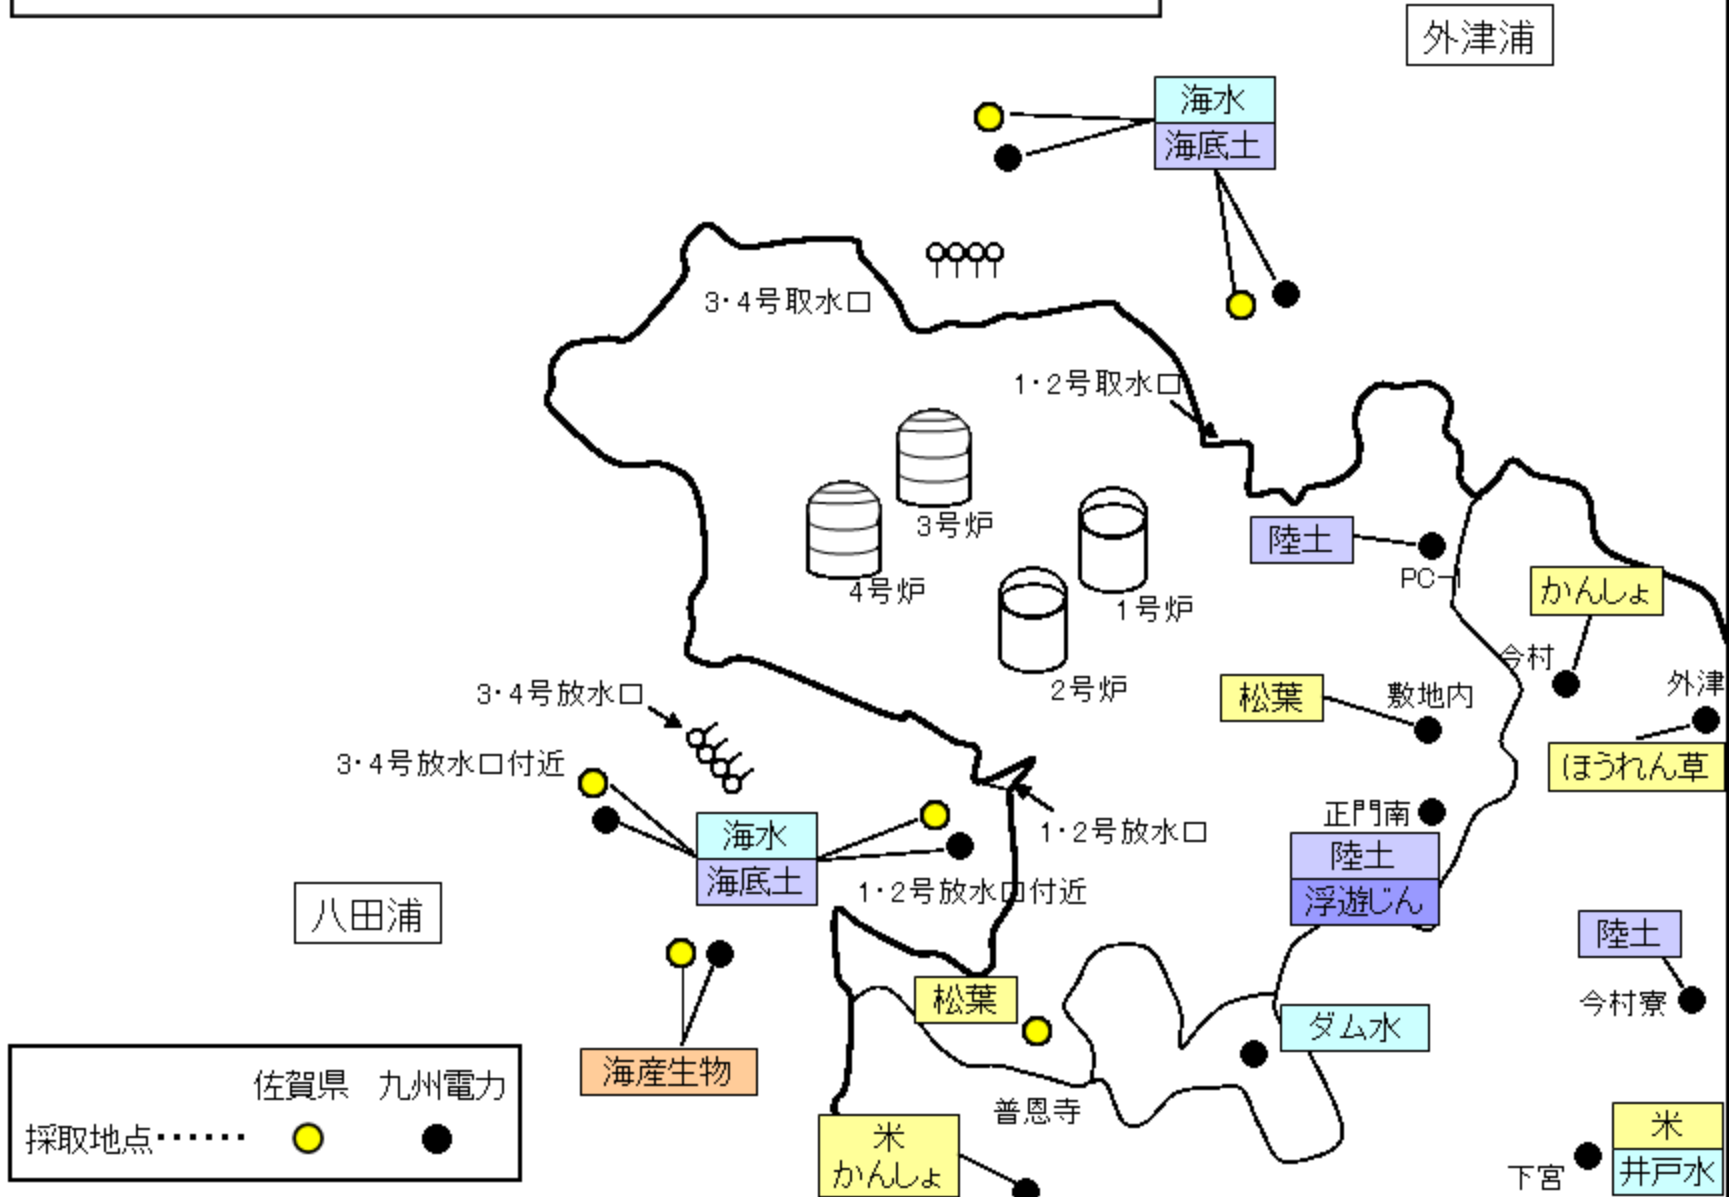 外津浦
海水
海底土
3・4号取水口
1・2号取水口
3号炉
4号炉
1号炉
2号炉
陸土
PC-1
かんしょ
今村
外津
ほうれん草
松葉
敷地内
3・4号放水口
3・4号放水口付近
海水
海底土
1・2号放水口
1・2号放水口付近
正門南
陸土
浮遊じん
八田浦
陸土
今村寮
松葉
ダム水
海産生物
普恩寺
佐賀県 九州電力
採取地点・・・・・・
米
かんしょ
米
井戸水
下宮